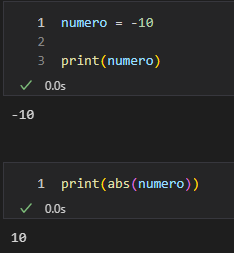 1 numero = -10
2
3 print(numero)
0.0s
-10
1 print(abs(numero))
0.0s
10